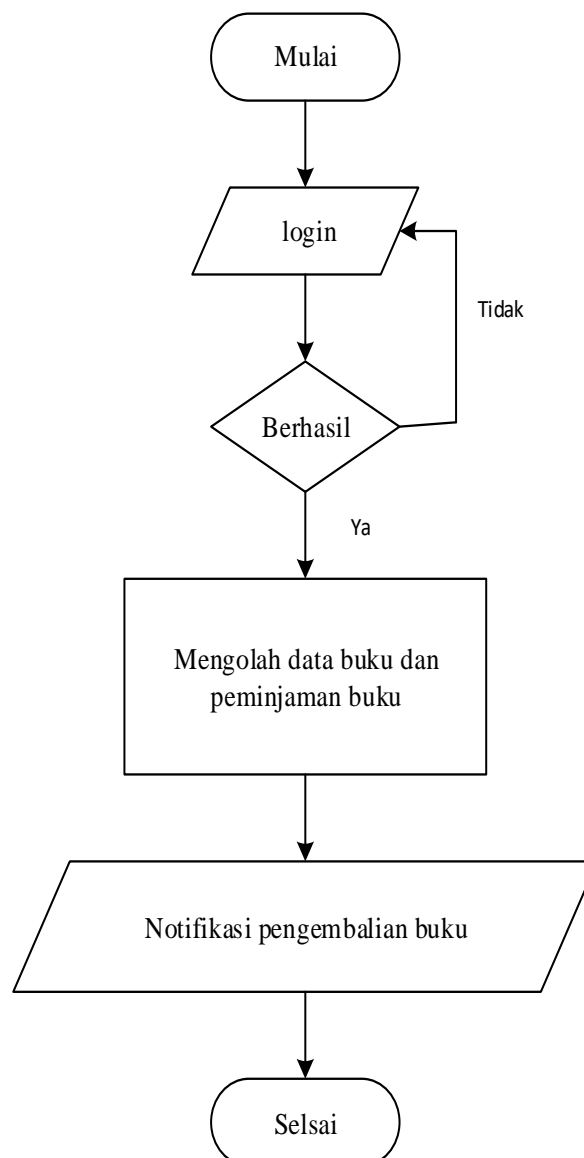 Mulai
login
Tidak
Berhasil
Ya
Mengolah data buku dan
peminjaman buku
Notifikasi pengembalian buku
Selsai